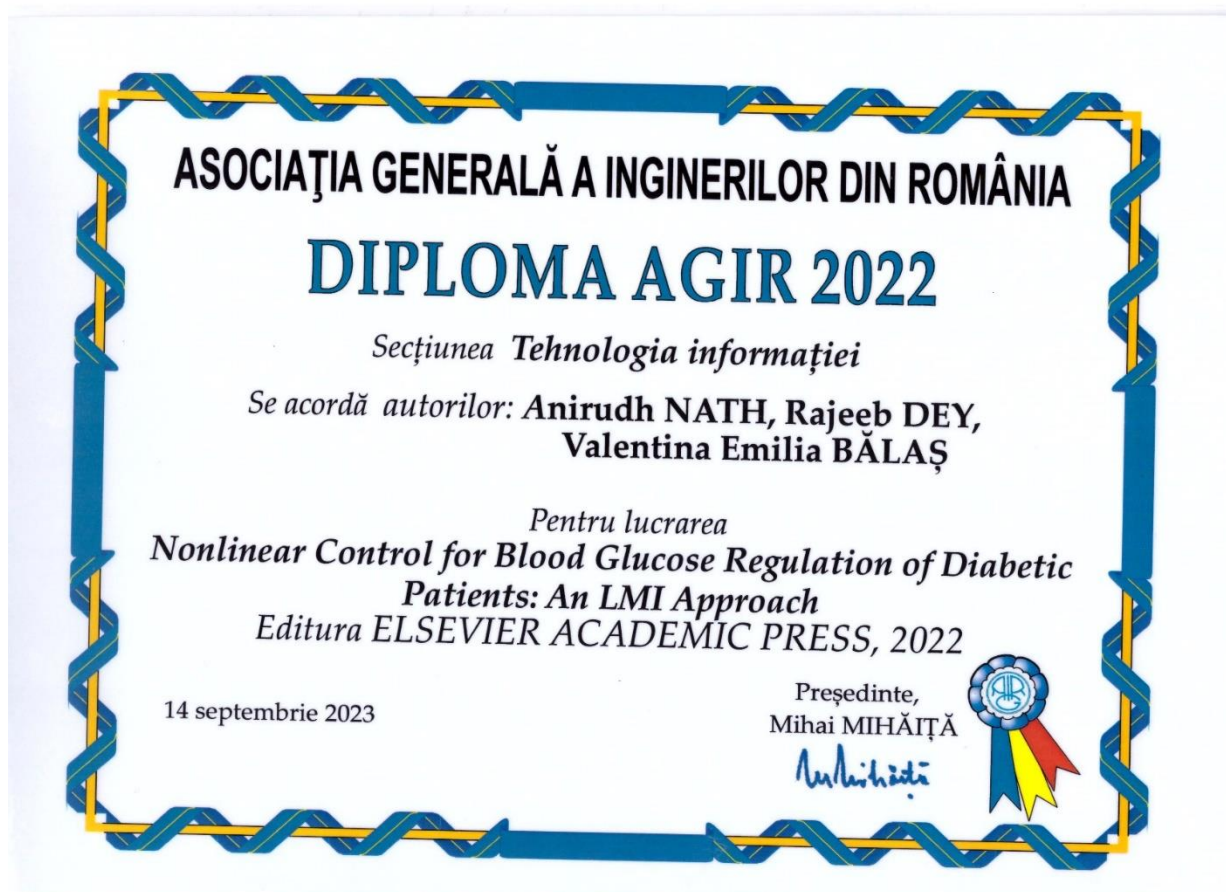 ASOCIAŢIA GENERALĂ A INGINERILOR DIN ROMÂNIA
DIPLOMA AGIR 2022
Secțiunea Tehnologia informației
Se acordă autorilor: Anirudh NATH, Rajeeb DEY,
Valentina Emilia BĂLAȘ
Pentru lucrarea
Nonlinear Control for Blood Glucose Regulation of Diabetic
Patients: An LMI Approach
Editura ELSEVIER ACADEMIC PRESS, 2022
14 septembrie 2023
Președinte,
Mihai MIHĂIȚĂ